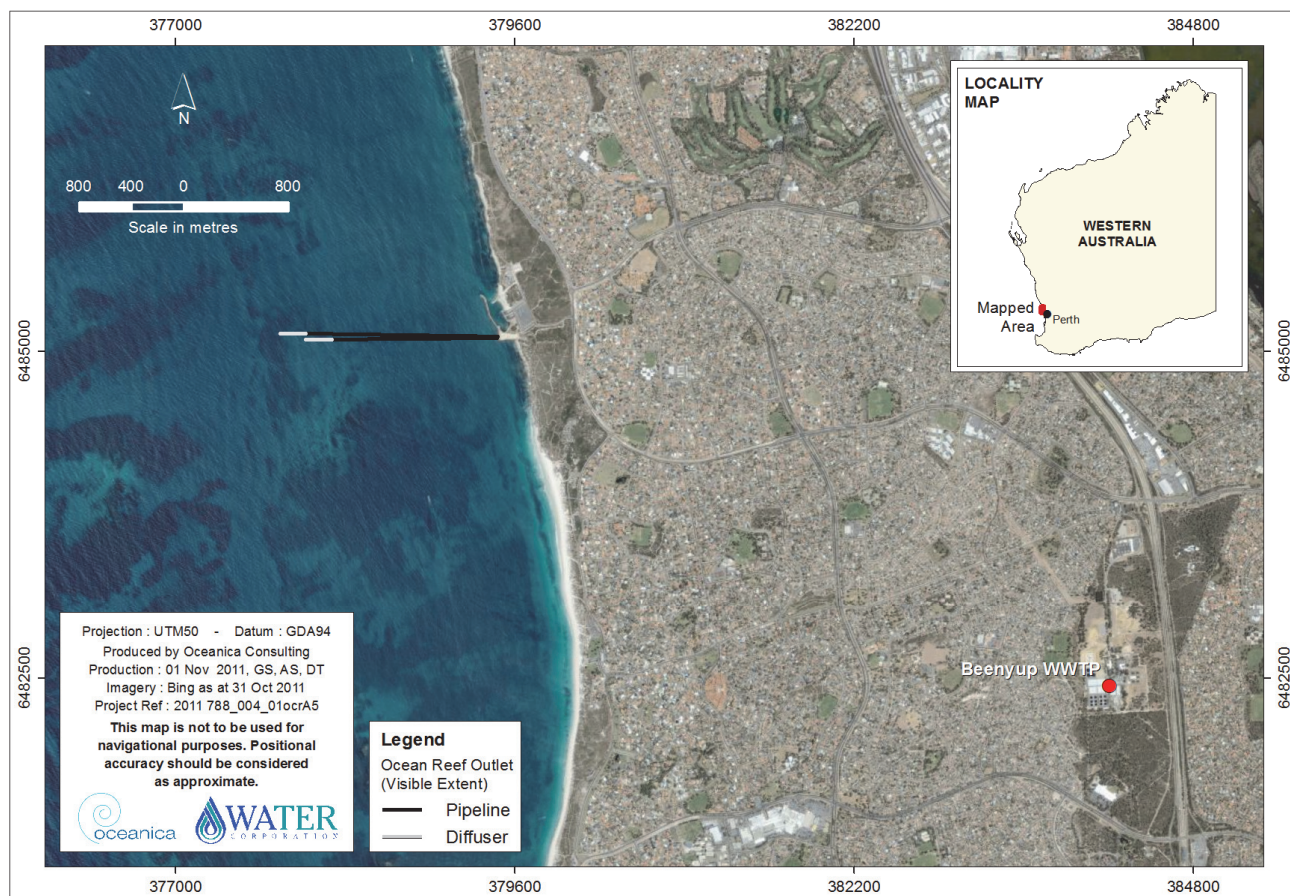 377000 379600 382200 384800
N
800 400 0 800
Scale in metres
LOCALITY
MAP
WESTERN
AUSTRALIA
Mapped
Area
Perth
6485000 6485000
6482500 6482500
Beenyup WWTP
Projection : UTM50 - Datum : GDA94
Produced by Oceanica Consulting
Production : 01 Nov 2011, GS, AS, DT
Imagery : Bing as at 31 Oct 2011
Project Ref : 2011 788_004_01ocrA5
This map is not to be used for
navigational purposes. Positional
accuracy should be considered
as approximate.
oceanica
WATER
CORPORATION
Legend
Ocean Reef Outlet
(Visible Extent)
Pipeline
Diffuser
377000 379600 382200 384800